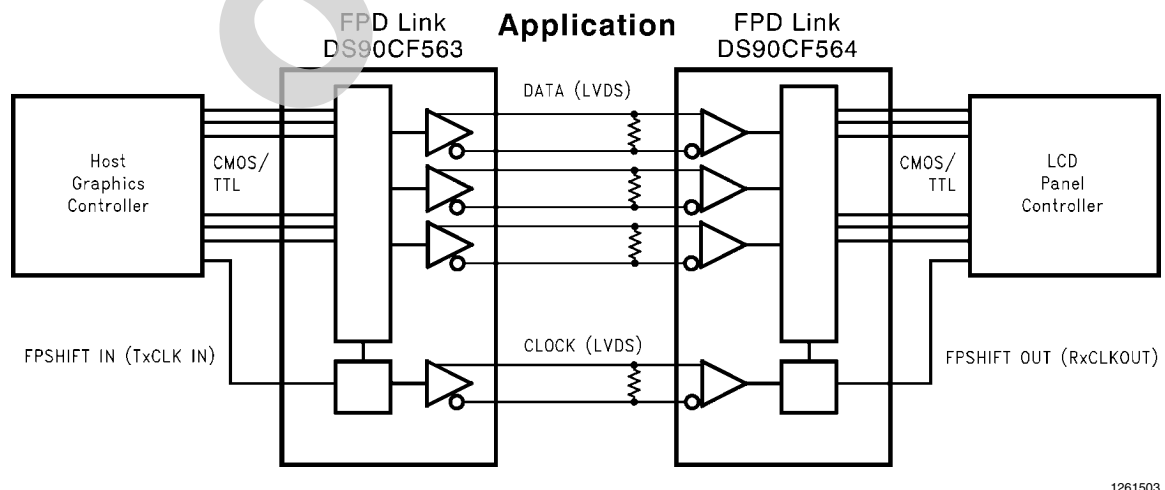 Application
FPD Link
DS90CF563
FPD Link
DS90CF564
DATA (LVDS)
Host
Graphics
Controller
CMOS/
TTL
CMOS/
TTL
LCD
Panel
Controller
FPSHIFT IN (TxCLK IN)
CLOCK (LVDS)
FPSHIFT OUT (RxCLKOUT)
1261503